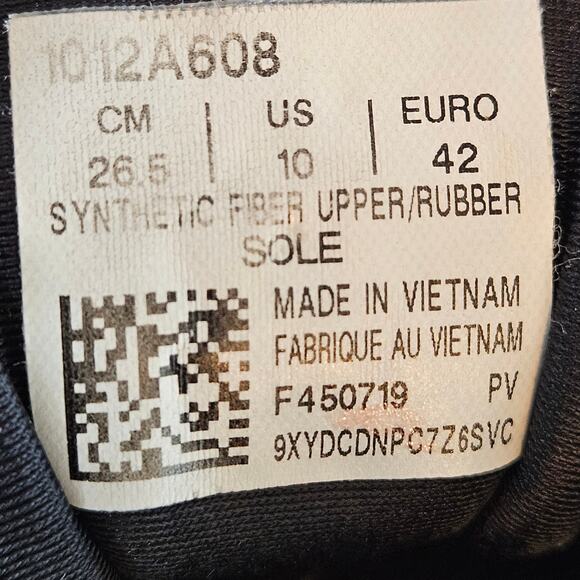 1012A608
CM | US | EURO
26.5 | 10 | 42
SYNTHETIC FIBER UPPER/RUBBER
SOLE
MADE IN VIETNAM
FABRIQUE AU VIETNAM
F450719 PV
9XYDCDNPC7Z6SVC